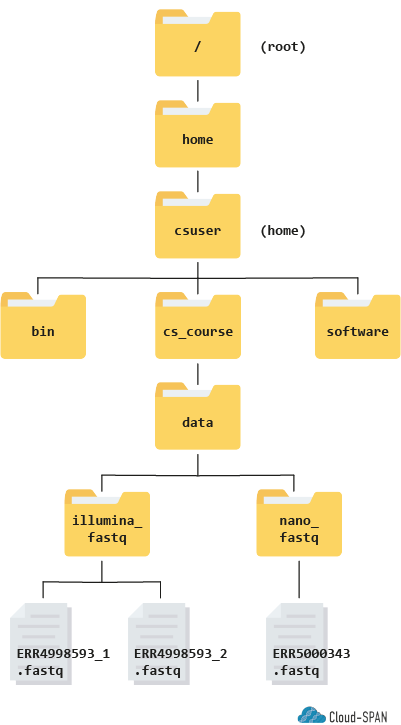 /
(root)
home
csuser
(home)
bin
cs_course
software
data
illumina_
fastq
nano_
fastq
ERR4998593_1
.fastq
ERR4998593_2
.fastq
ERR5000343
.fastq
Cloud-SPAN